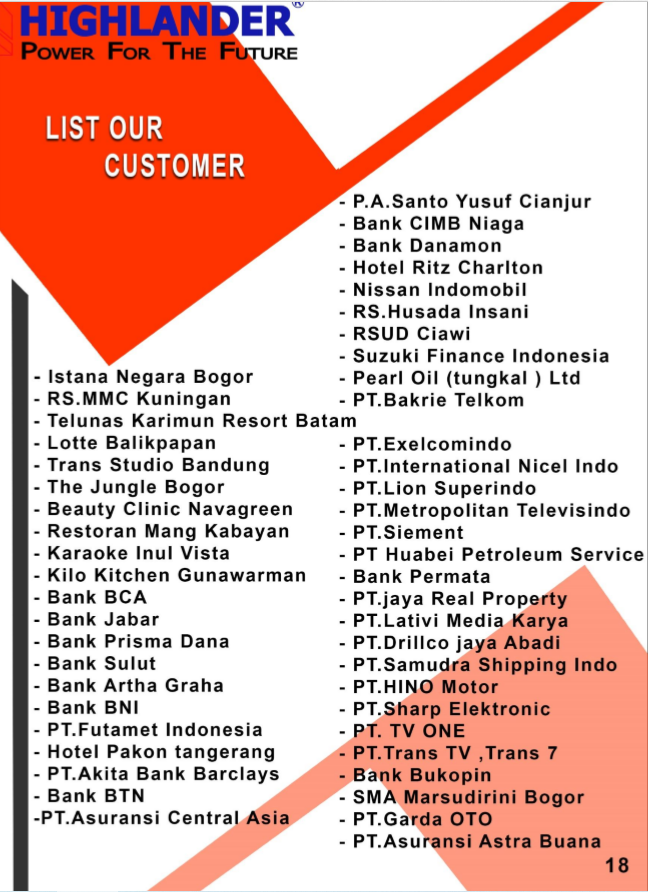 HIGHLANDER®
POWER FOR THE FUTURE
LIST OUR
CUSTOMER
- Istana Negara Bogor
- RS.MMC Kuningan
- Telunas Karimun Resort Batam
- Lotte Balikpapan
- Trans Studio Bandung
- The Jungle Bogor
- Beauty Clinic Navagreen
- Restoran Mang Kabayan
- Karaoke Inul Vista
- Kilo Kitchen Gunawarman
- Bank BCA
- Bank Jabar
- Bank Prisma Dana
- Bank Sulut
- Bank Artha Graha
- Bank BNI
- PT.Futamet Indonesia
- Hotel Pakon tangerang
- PT.Akita Bank Barclays
- Bank BTN
-PT.Asuransi Central Asia
- P.A.Santo Yusuf Cianjur
- Bank CIMB Niaga
- Bank Danamon
- Hotel Ritz Charlton
- Nissan Indomobil
- RS.Husada Insani
- RSUD Ciawi
- Suzuki Finance Indonesia
- Pearl Oil (tungkal ) Ltd
- PT.Bakrie Telkom
- PT.Exelcomindo
- PT.International Nicel Indo
- PT.Lion Superindo
- PT.Metropolitan Televisindo
- PT.Siement
- PT Huabei Petroleum Service
- Bank Permata
- PT.jaya Real Property
- PT.Lativi Media Karya
- PT.Drillco jaya Abadi
- PT.Samudra Shipping Indo
- PT.HINO Motor
- PT.Sharp Elektronic
- PT. TV ONE
- PT.Trans TV ,Trans 7
- Bank Bukopin
- SMA Marsudirini Bogor
- PT.Garda OTO
- PT.Asuransi Astra Buana
18